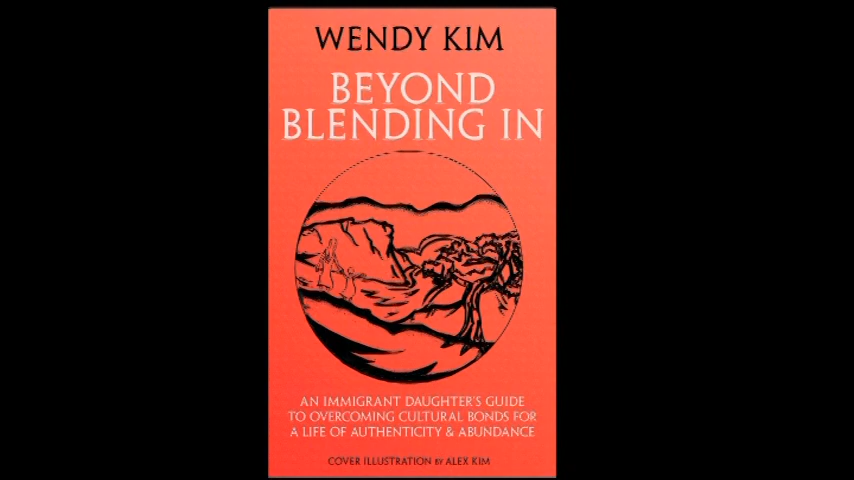 WENDY KIM
BEYOND
BLENDING IN
AN IMMIGRANT DAUGHTER'S GUIDE
TO OVERCOMING CULTURAL BONDS FOR
A LIFE OF AUTHENTICITY & ABUNDANCE
COVER ILLUSTRATION BY ALEX KIM